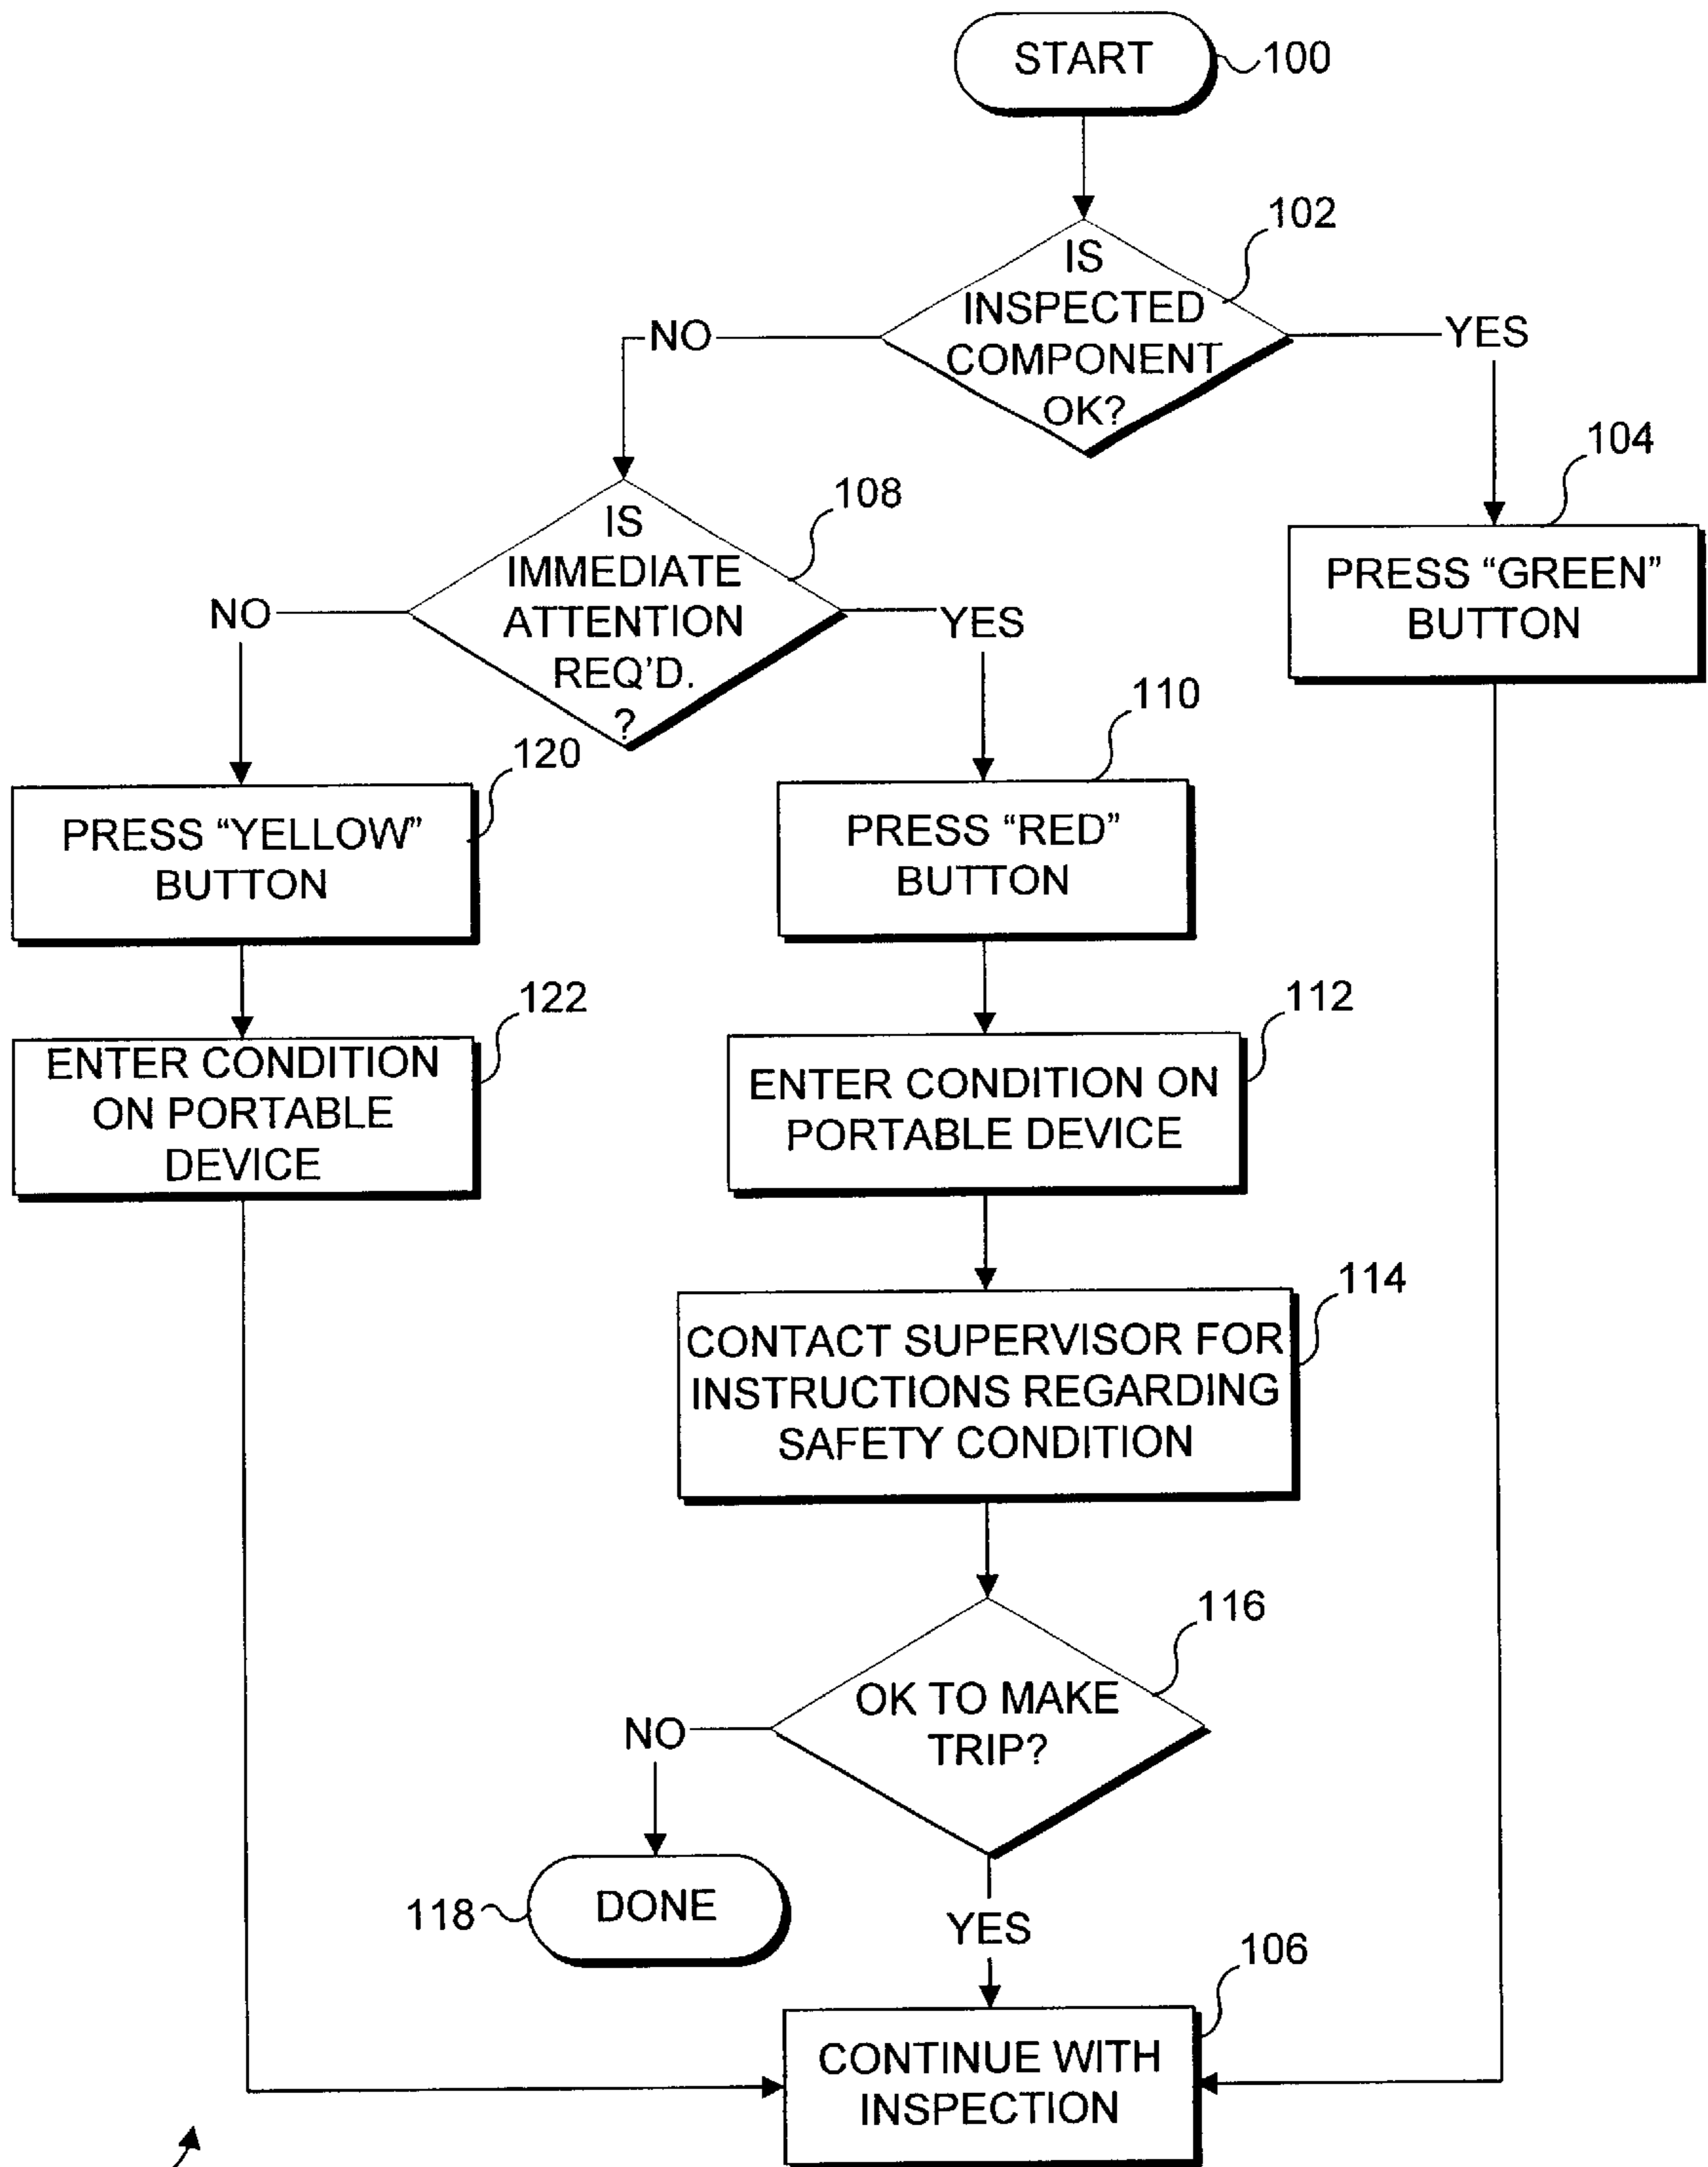 START
100
102
IS
INSPECTED
COMPONENT
OK?
NO
YES
104
108
IS
IMMEDIATE
ATTENTION
REQ'D.
?
PRESS “GREEN”
BUTTON
NO
YES
110
120
PRESS “YELLOW”
BUTTON
PRESS “RED”
BUTTON
122
112
ENTER CONDITION
ON PORTABLE
DEVICE
ENTER CONDITION ON
PORTABLE DEVICE
114
CONTACT SUPERVISOR FOR
INSTRUCTIONS REGARDING
SAFETY CONDITION
116
OK TO MAKE
TRIP?
NO
118
DONE
YES
106
CONTINUE WITH
INSPECTION